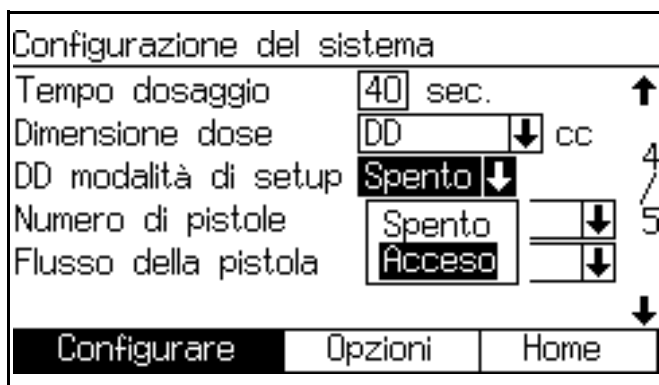 Configurazione del sistema
Tempo dosaggio 40 sec.
Dimensione dose DD cc
DD modalità di setup Spento
4/5
Numero di pistole Spento
Flusso della pistola Acceso
Configurare Opzioni Home